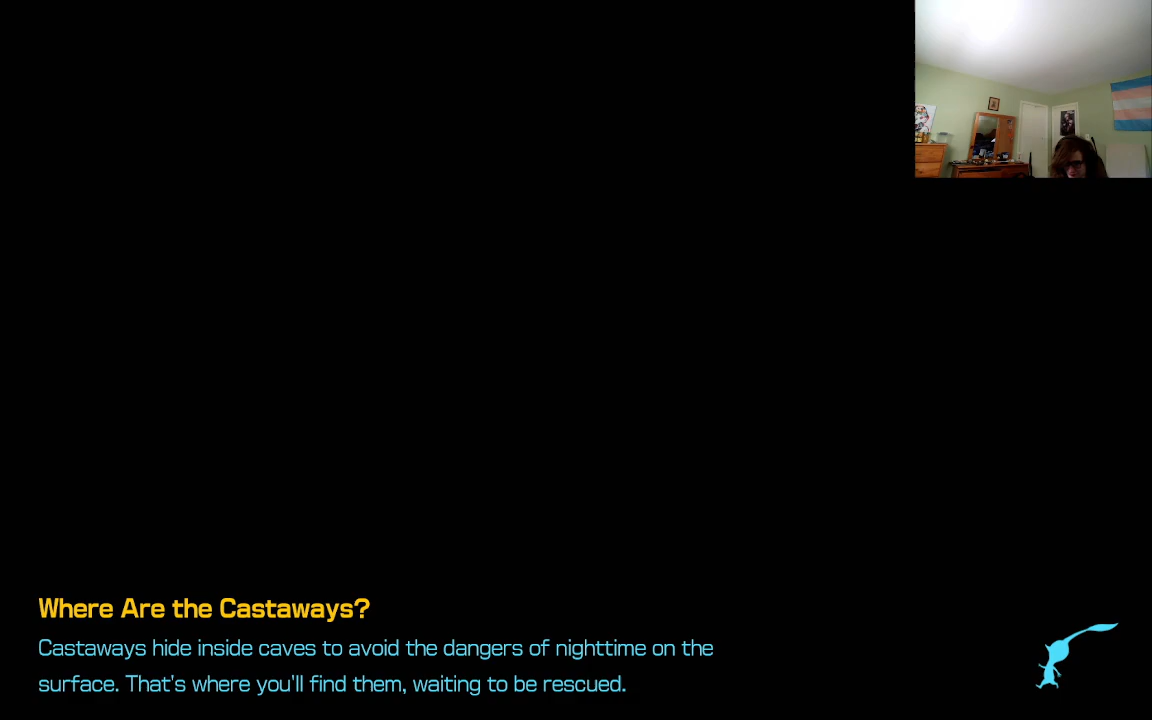 Where Are the Castaways?
Castaways hide inside caves to avoid the dangers of nighttime on the
surface. That's where you'll find them, waiting to be rescued.